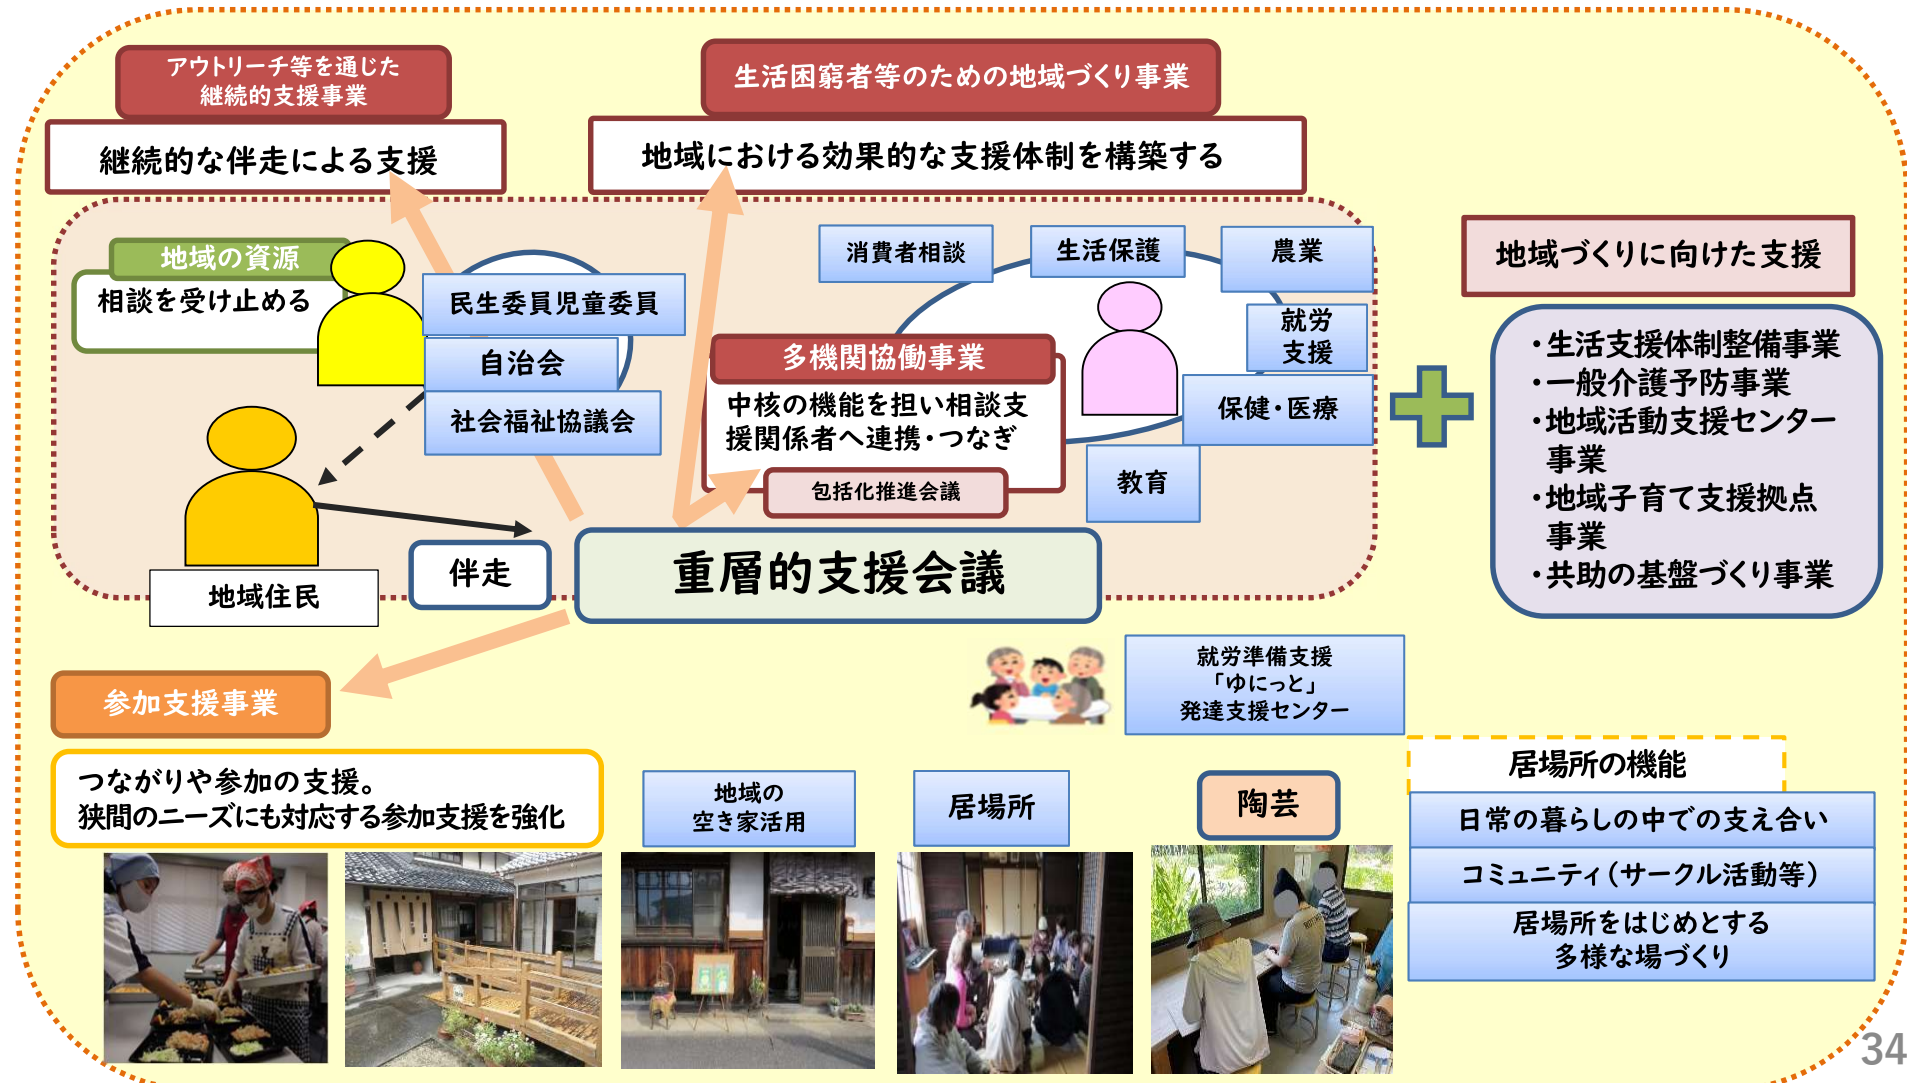 アウトリーチ等を通じた
継続的支援事業
継続的な伴走による支援
生活困窮者等のための地域づくり事業
地域における効果的な支援体制を構築する
地域の資源
相談を受け止める
民生委員児童委員
自治会
社会福祉協議会
地域住民
伴走
消費者相談
生活保護
農業
就労
支援
保健・医療
教育
多機関協働事業
中核の機能を担い相談支
援関係者へ連携・つなぎ
包括化推進会議
重層的支援会議
地域づくりに向けた支援
・生活支援体制整備事業
・一般介護予防事業
・地域活動支援センター
事業
・地域子育て支援拠点
事業
・共助の基盤づくり事業
参加支援事業
つながりや参加の支援。
狭間のニーズにも対応する参加支援を強化
就労準備支援
「ゆにっと」
発達支援センター
地域の
空き家活用
居場所
陶芸
居場所の機能
日常の暮らしの中での支え合い
コミュニティ（サークル活動等）
居場所をはじめとする
多様な場づくり
34